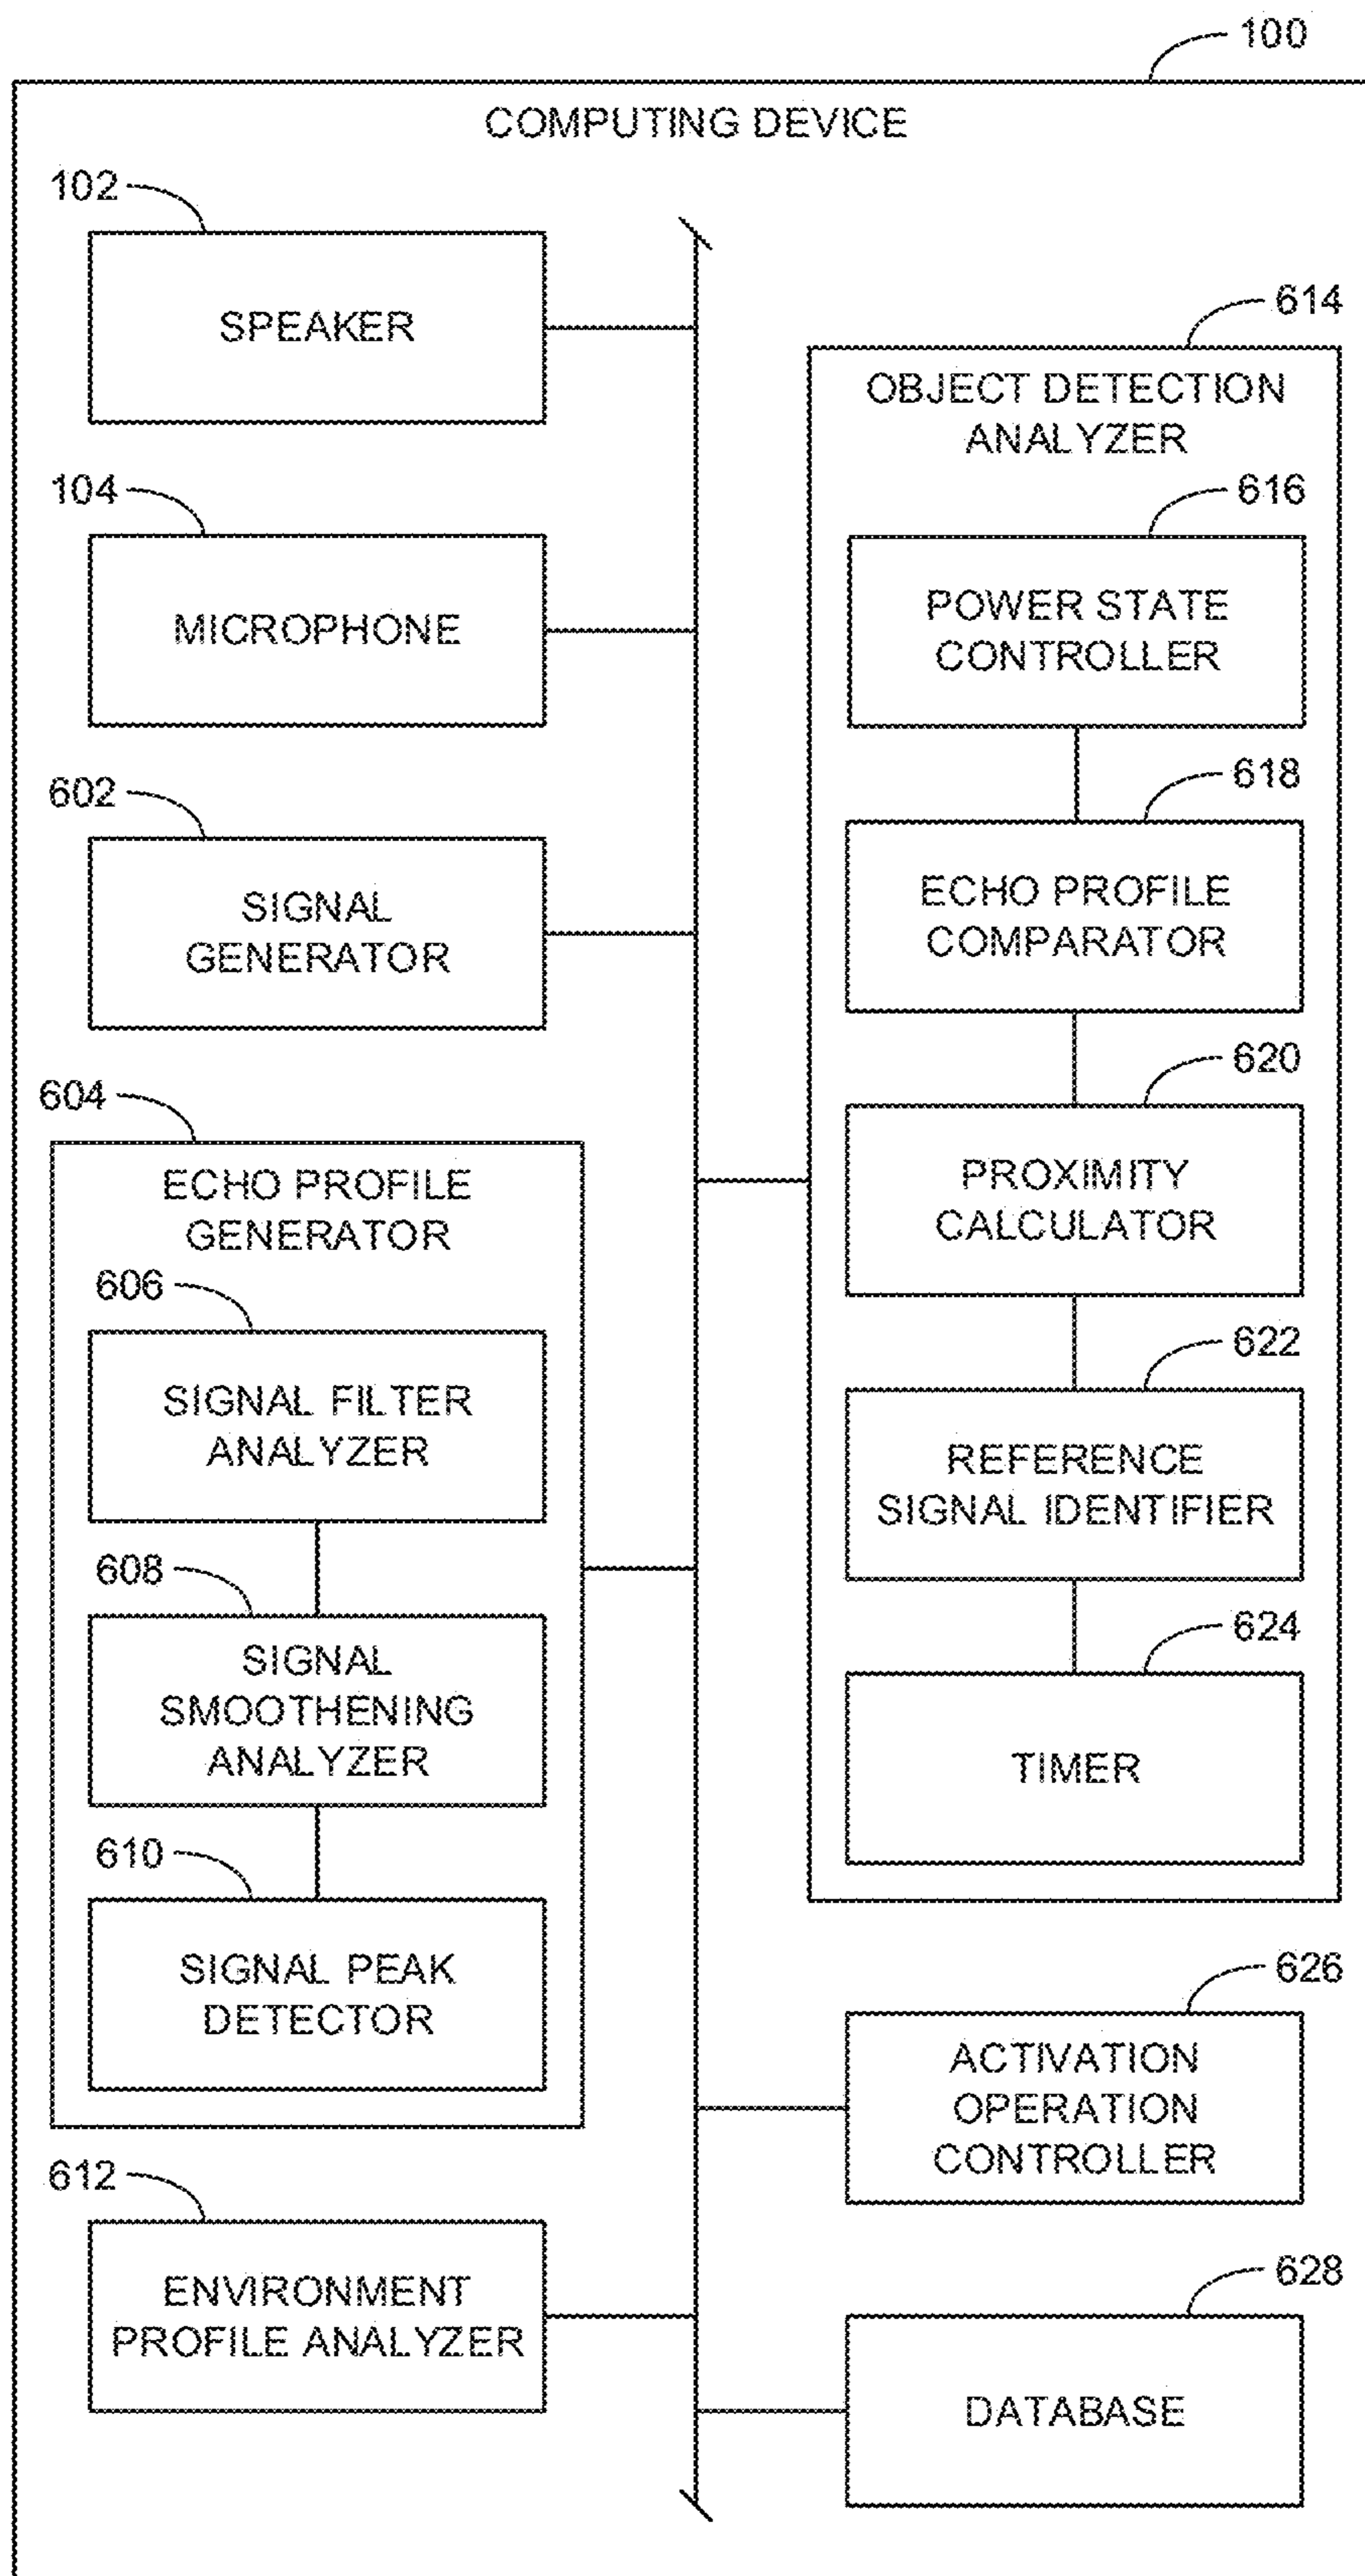 100
COMPUTING DEVICE
102
SPEAKER
104
MICROPHONE
602
SIGNAL
GENERATOR
604
ECHO PROFILE
GENERATOR
606
SIGNAL FILTER
ANALYZER
608
SIGNAL
SMOOTHENING
ANALYZER
610
SIGNAL PEAK
DETECTOR
612
ENVIRONMENT
PROFILE ANALYZER
614
OBJECT DETECTION
ANALYZER
616
POWER STATE
CONTROLLER
618
ECHO PROFILE
COMPARATOR
620
PROXIMITY
CALCULATOR
622
REFERENCE
SIGNAL IDENTIFIER
624
TIMER
626
ACTIVATION
OPERATION
CONTROLLER
628
DATABASE